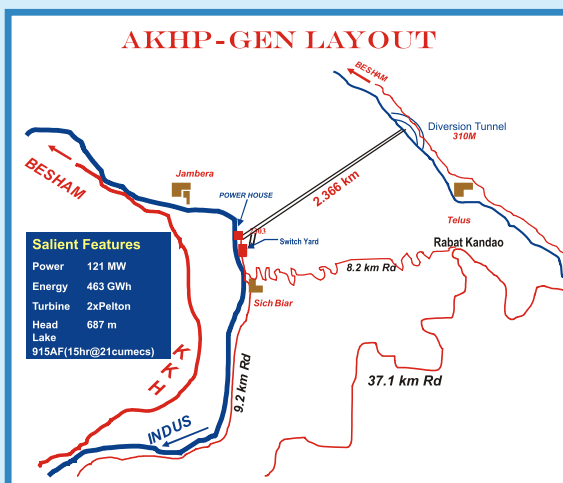 AKHP-GEN LAYOUT
BESHAM
Diversion Tunnel
310M
BESHAM
Jambera
POWER HOUSE
2.366 km
Telus
Switch Yard
Rabat Kandao
8.2 km Rd
Sich Biar
Salient Features
Power 121 MW
Energy 463 GWh
Turbine 2xPelton
Head 687 m
Lake
915AF(15hr@21cumecs)
KKH
9.2 km Rd
37.1 km Rd
INDUS